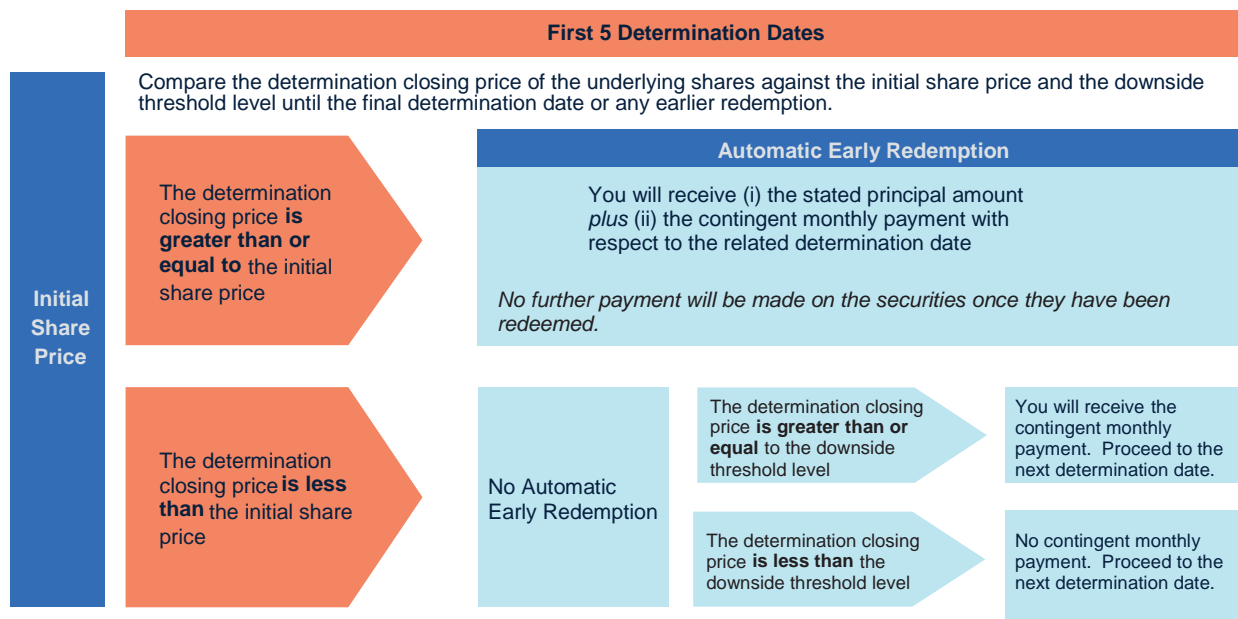 First 5 Determination Dates
Compare the determination closing price of the underlying shares against the initial share price and the downside
threshold level until the final determination date or any earlier redemption.
Initial
Share
Price
The determination
closing price is
greater than or
equal to the initial
share price
Automatic Early Redemption
You will receive (i) the stated principal amount
plus (ii) the contingent monthly payment with
respect to the related determination date
No further payment will be made on the securities once they have been
redeemed.
The determination
closing price is less
than the initial share
price
No Automatic
Early Redemption
The determination closing
price is greater than or
equal to the downside
threshold level
You will receive the
contingent monthly
payment. Proceed to the
next determination date.
The determination closing
price is less than the
downside threshold level
No contingent monthly
payment. Proceed to the
next determination date.